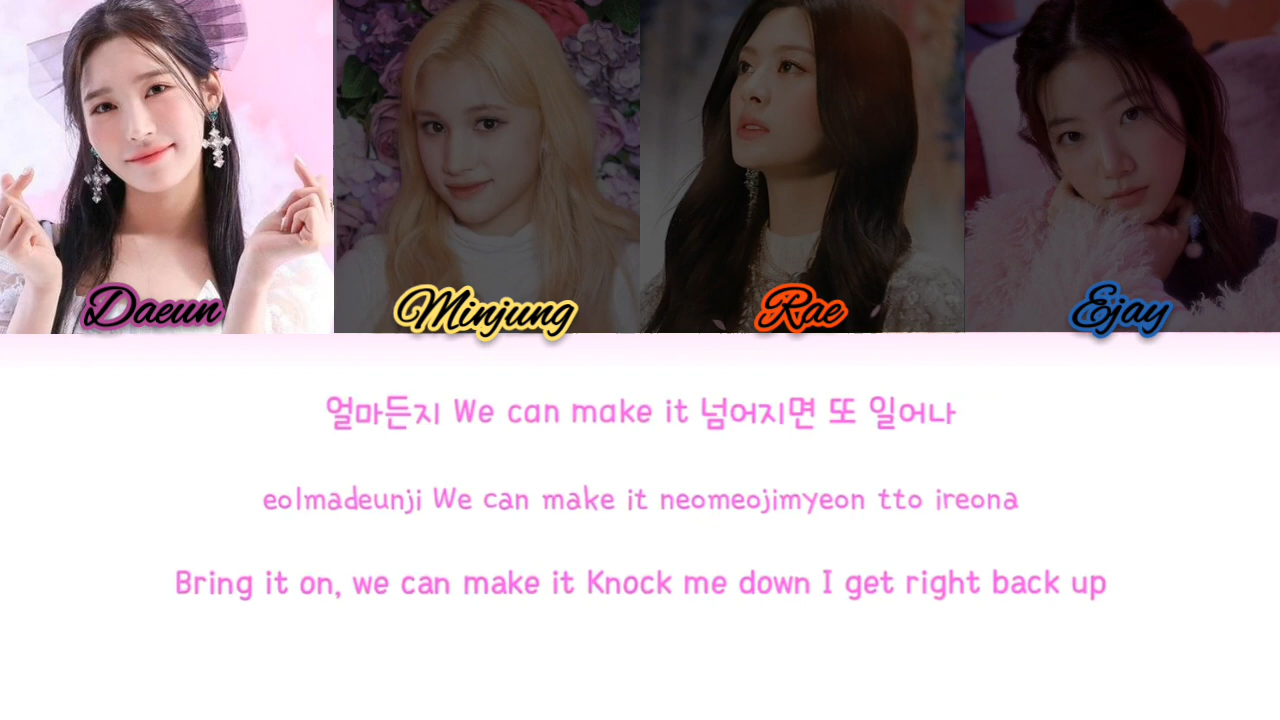 Daeun Minjung Rae Ejay
얼마든지 We can make it 넘어지면 또 일어나
eolmadeunji We can make it neomeojimyeon tto ireona
Bring it on, we can make it Knock me down I get right back up